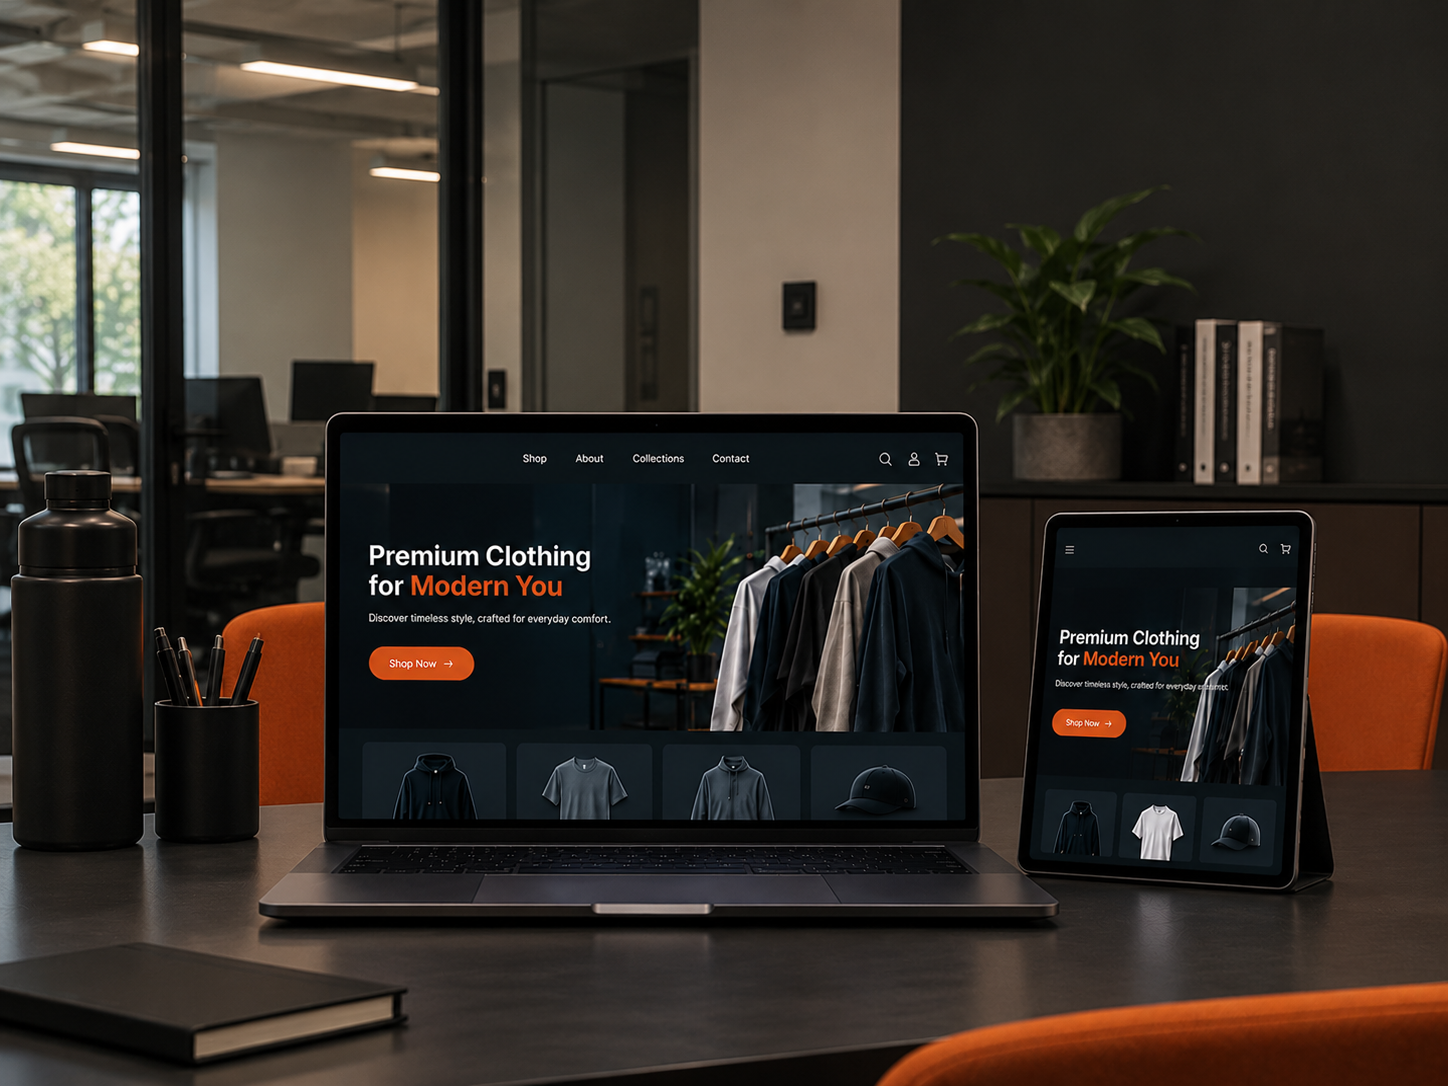 Shop About Collections Contact
Premium Clothing
for Modern You
Discover timeless style, crafted for everyday comfort.
Shop Now →
Premium Clothing
for Modern You
Discover timeless style, crafted for everyday
Shop Now →